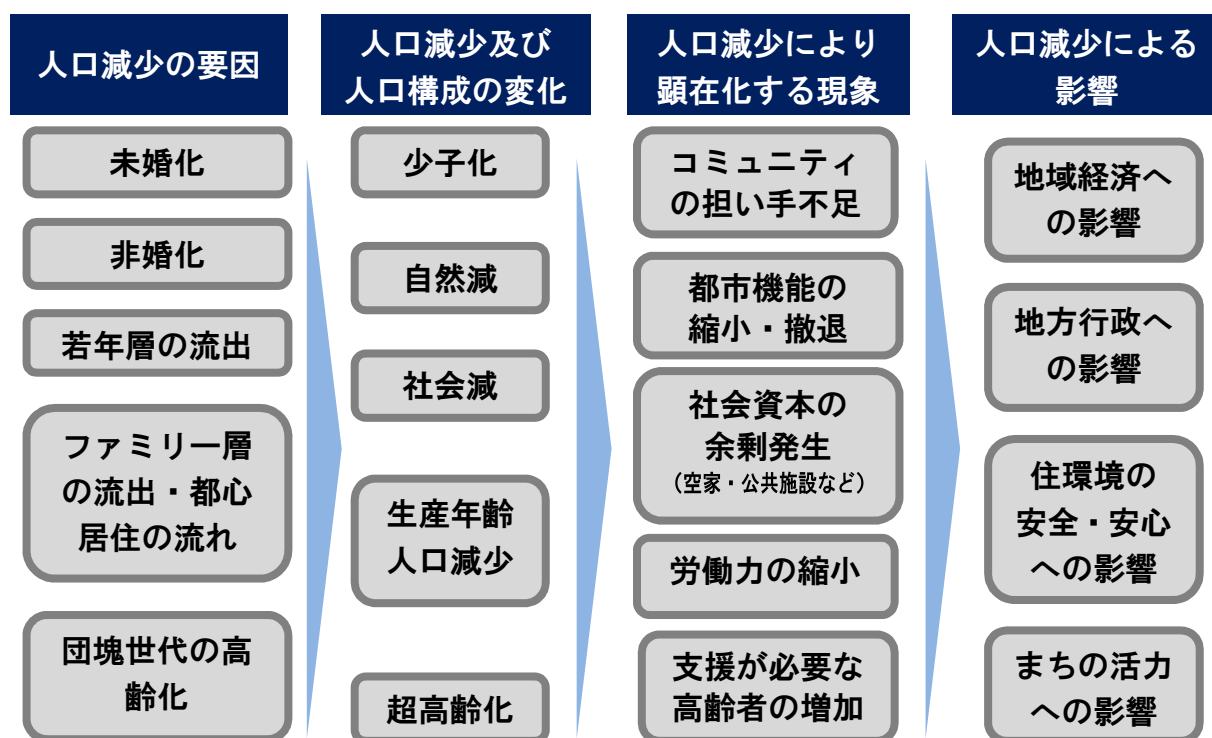 人口減少の要因
未婚化
非婚化
若年層の流出
ファミリー層
の流出・都心
居住の流れ
団塊世代の高
齢化
人口減少及び
人口構成の変化
少子化
自然減
社会減
生産年齢
人口減少
超高齢化
人口減少により
顕在化する現象
コミュニティ
の担い手不足
都市機能の
縮小・撤退
社会資本の
余剰発生
（空家・公共施設など）
労働力の縮小
支援が必要な
高齢者の増加
人口減少による
影響
地域経済へ
の影響
地方行政へ
の影響
住環境の
安全・安心
への影響
まちの活力
への影響